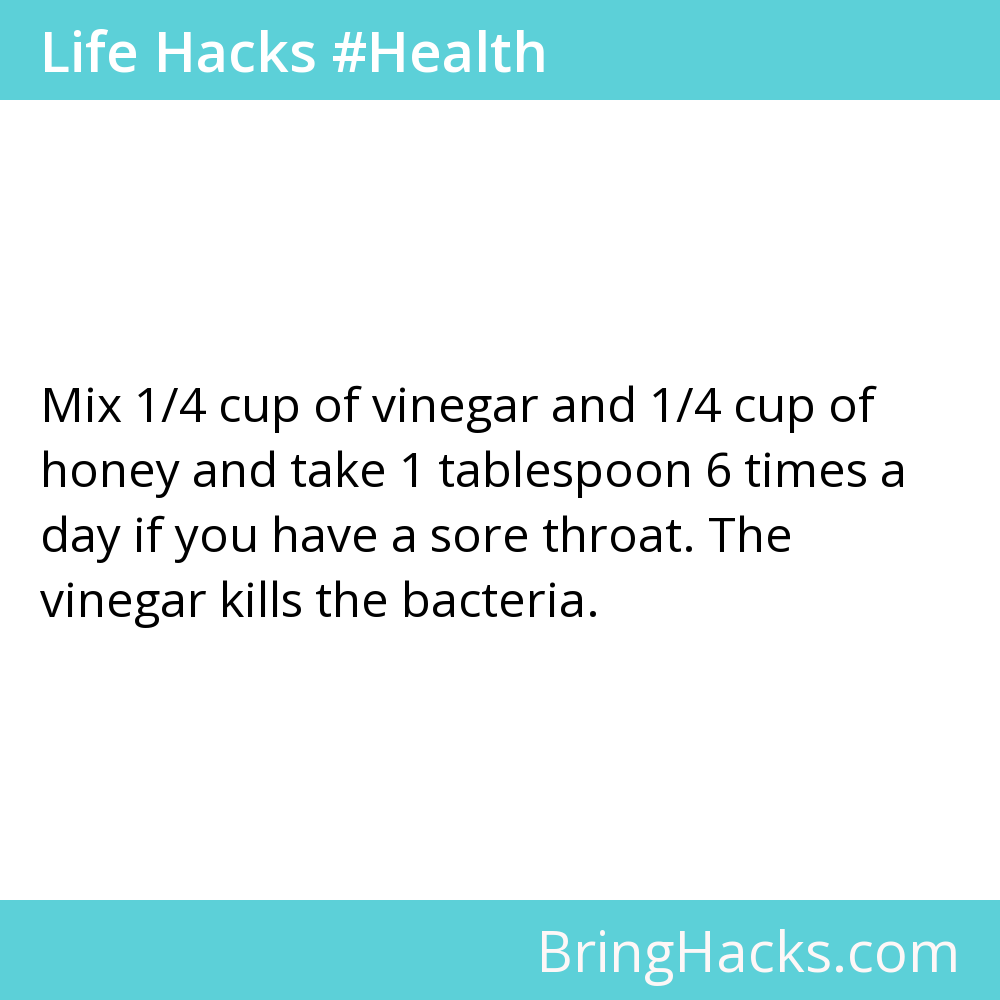 Life Hacks #Health
Mix 1/4 cup of vinegar and 1/4 cup of
honey and take 1 tablespoon 6 times a
day if you have a sore throat. The
vinegar kills the bacteria.
BringHacks.com